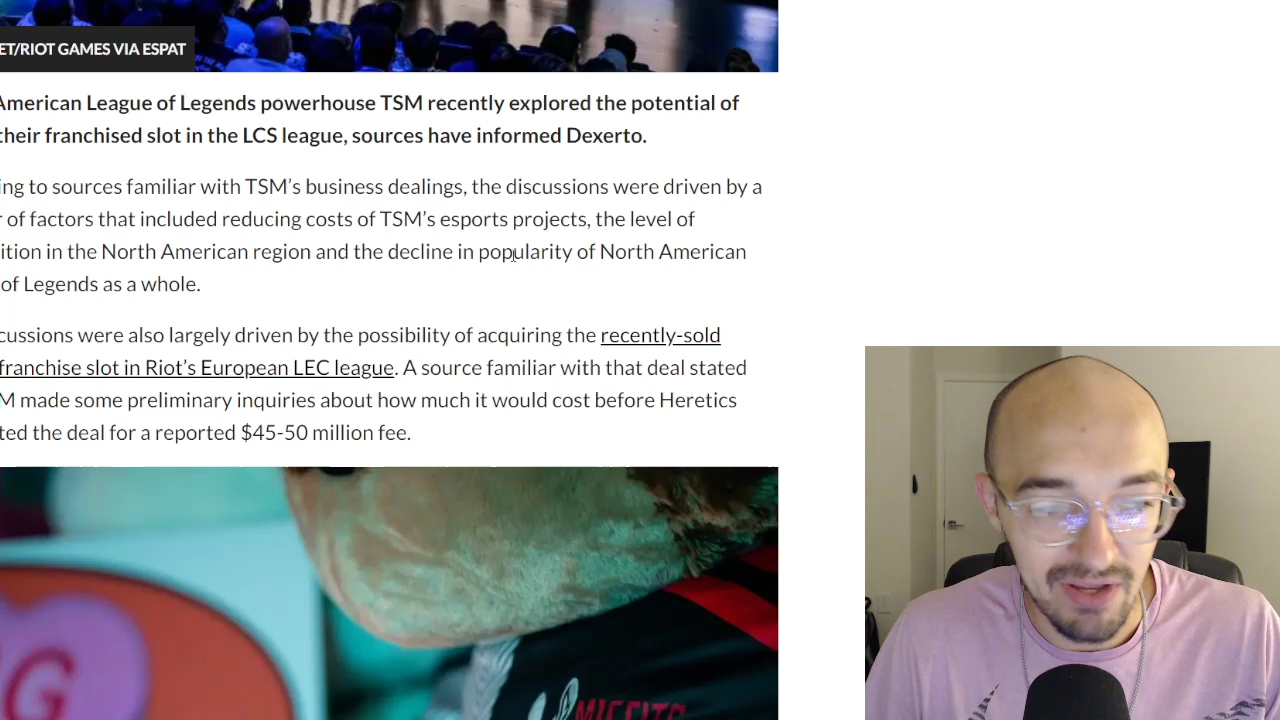 ET/RIOT GAMES VIA ESPAT
American League of Legends powerhouse TSM recently explored the potential of
their franchised slot in the LCS league, sources have informed Dexerto.
ing to sources familiar with TSM's business dealings, the discussions were driven by a
r of factors that included reducing costs of TSM's esports projects, the level of
ition in the North American region and the decline in popularity of North American
of Legends as a whole.
cussions were also largely driven by the possibility of acquiring the recently-sold
franchise slot in Riot's European LEC league. A source familiar with that deal stated
M made some preliminary inquiries about how much it would cost before Heretics
ted the deal for a reported $45-50 million fee.
G
MISFITS